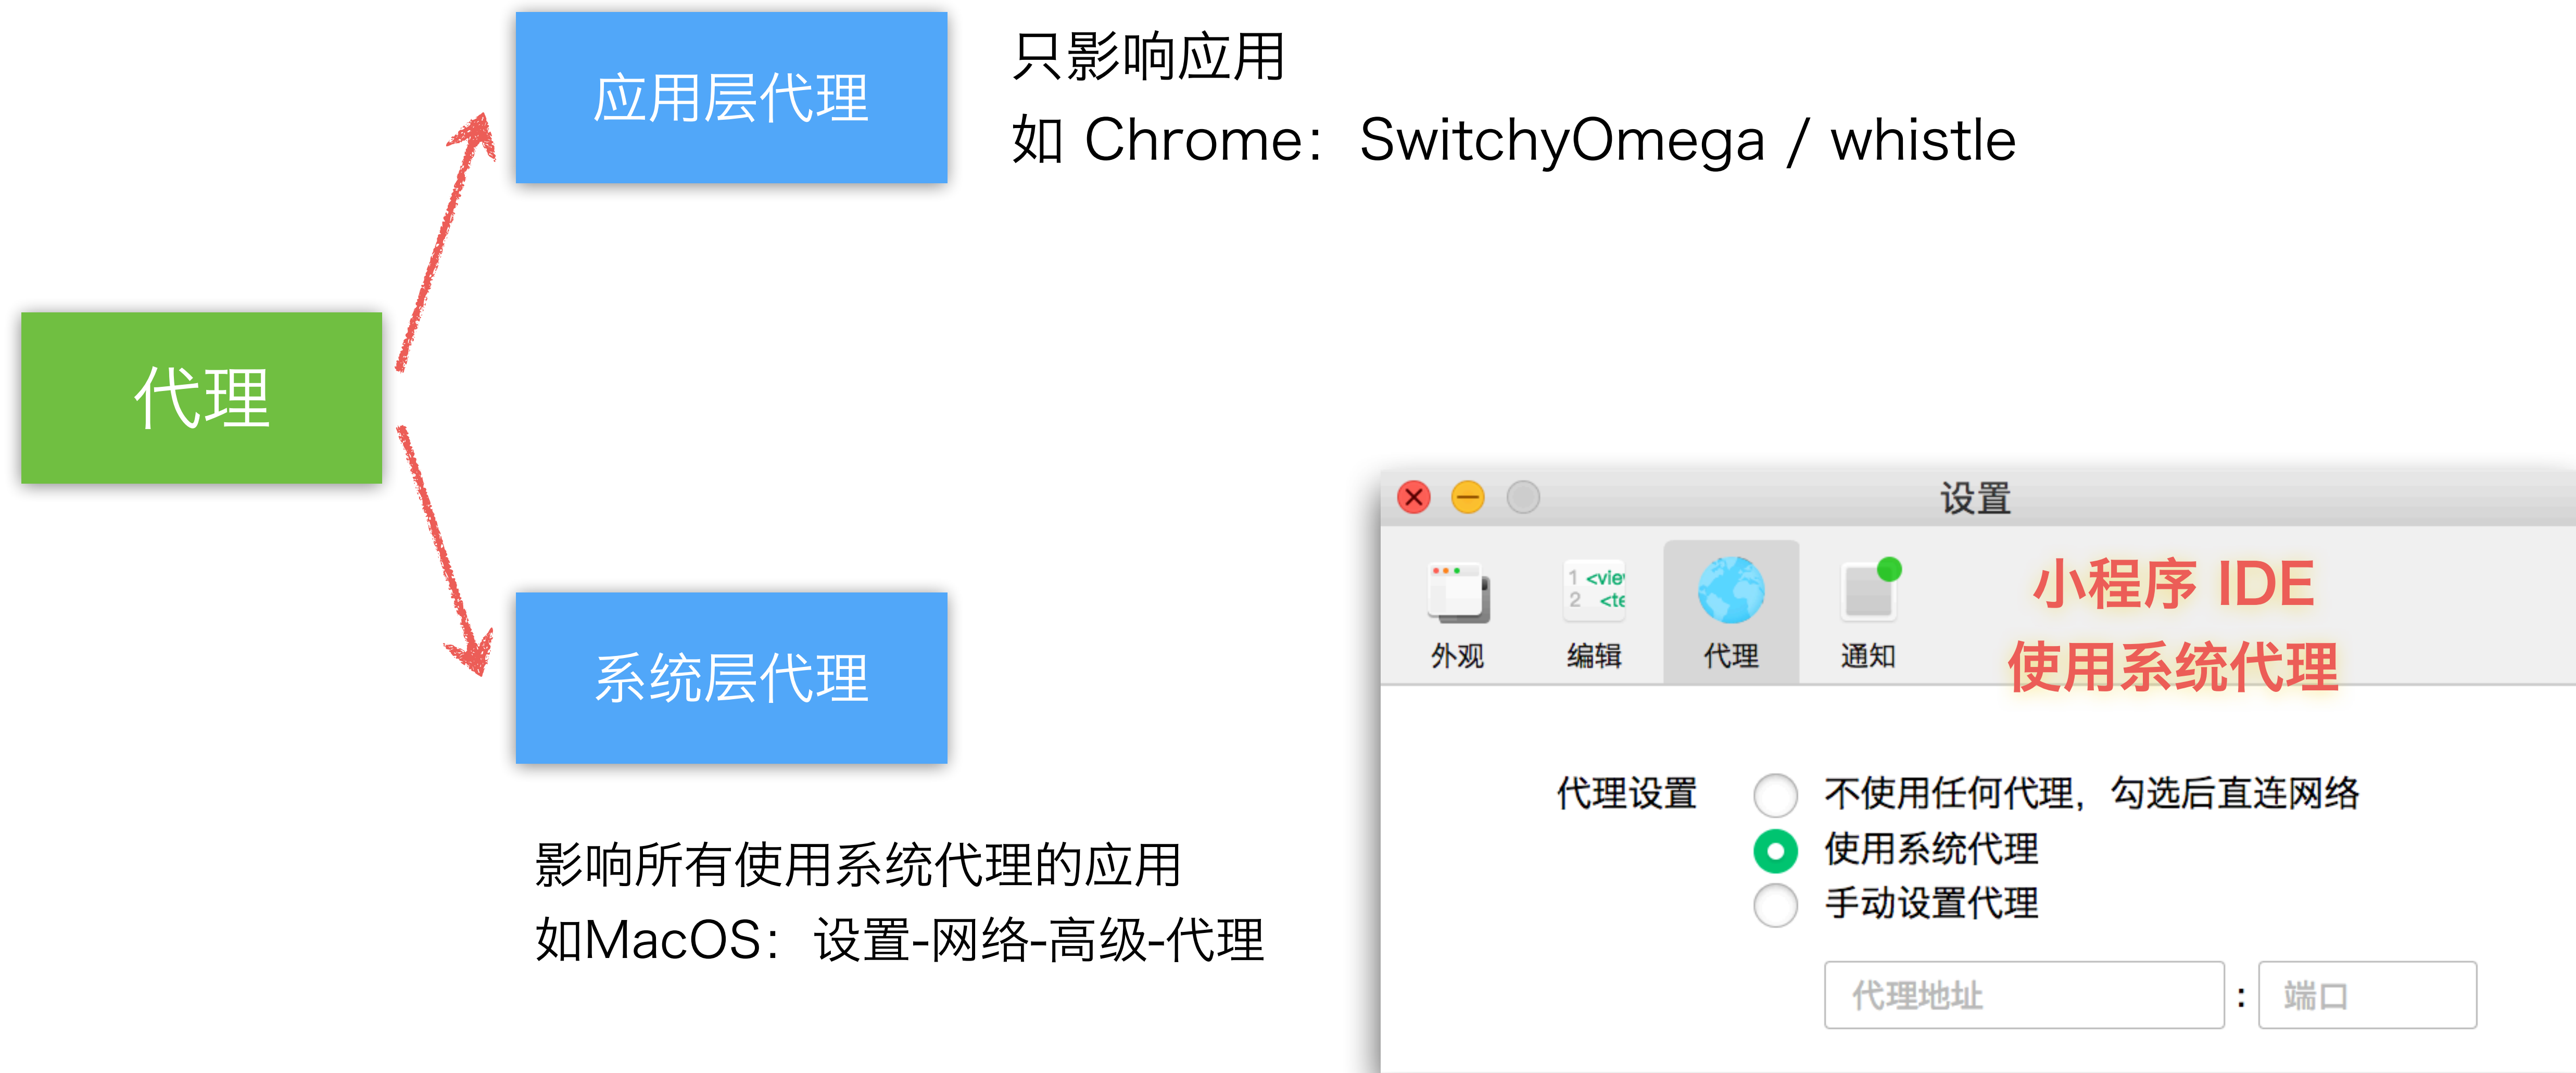 应用层代理
只影响应用
如 Chrome：SwitchyOmega / whistle
代理
系统层代理
影响所有使用系统代理的应用
如MacOS：设置-网络-高级-代理
设置
1 <vie
2 <te
外观
编辑
代理
通知
小程序 IDE
使用系统代理
代理设置
不使用任何代理，勾选后直连网络
使用系统代理
手动设置代理
代理地址 : 端口